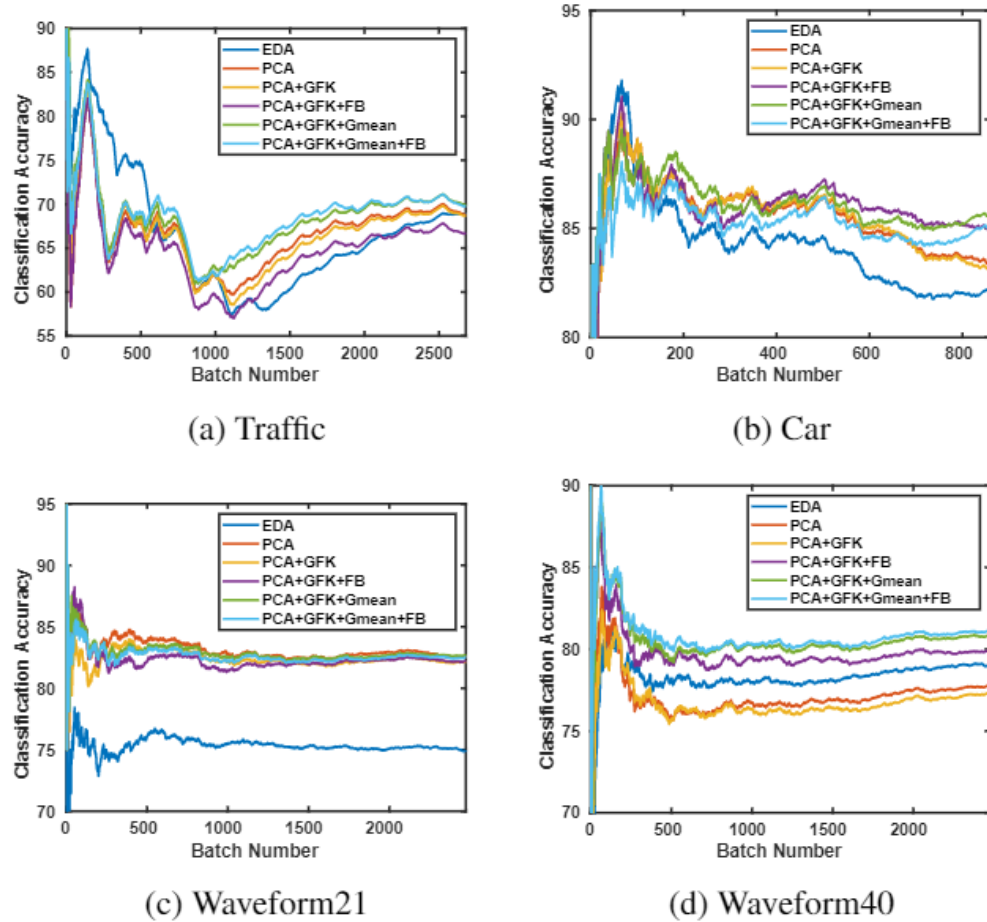 90
85
80
75
70
65
60
55
Classification Accuracy
EDA
PCA
PCA+GFK
PCA+GFK+FB
PCA+GFK+Gmean
PCA+GFK+Gmean+FB
0 500 1000 1500 2000 2500
Batch Number
(a) Traffic
95
90
85
80
Classification Accuracy
EDA
PCA
PCA+GFK
PCA+GFK+FB
PCA+GFK+Gmean
PCA+GFK+Gmean+FB
0 200 400 600 800
Batch Number
(b) Car
95
90
85
80
75
70
Classification Accuracy
EDA
PCA
PCA+GFK
PCA+GFK+FB
PCA+GFK+Gmean
PCA+GFK+Gmean+FB
0 500 1000 1500 2000
Batch Number
(c) Waveform21
90
85
80
75
70
Classification Accuracy
EDA
PCA
PCA+GFK
PCA+GFK+FB
PCA+GFK+Gmean
PCA+GFK+Gmean+FB
0 500 1000 1500 2000
Batch Number
(d) Waveform40